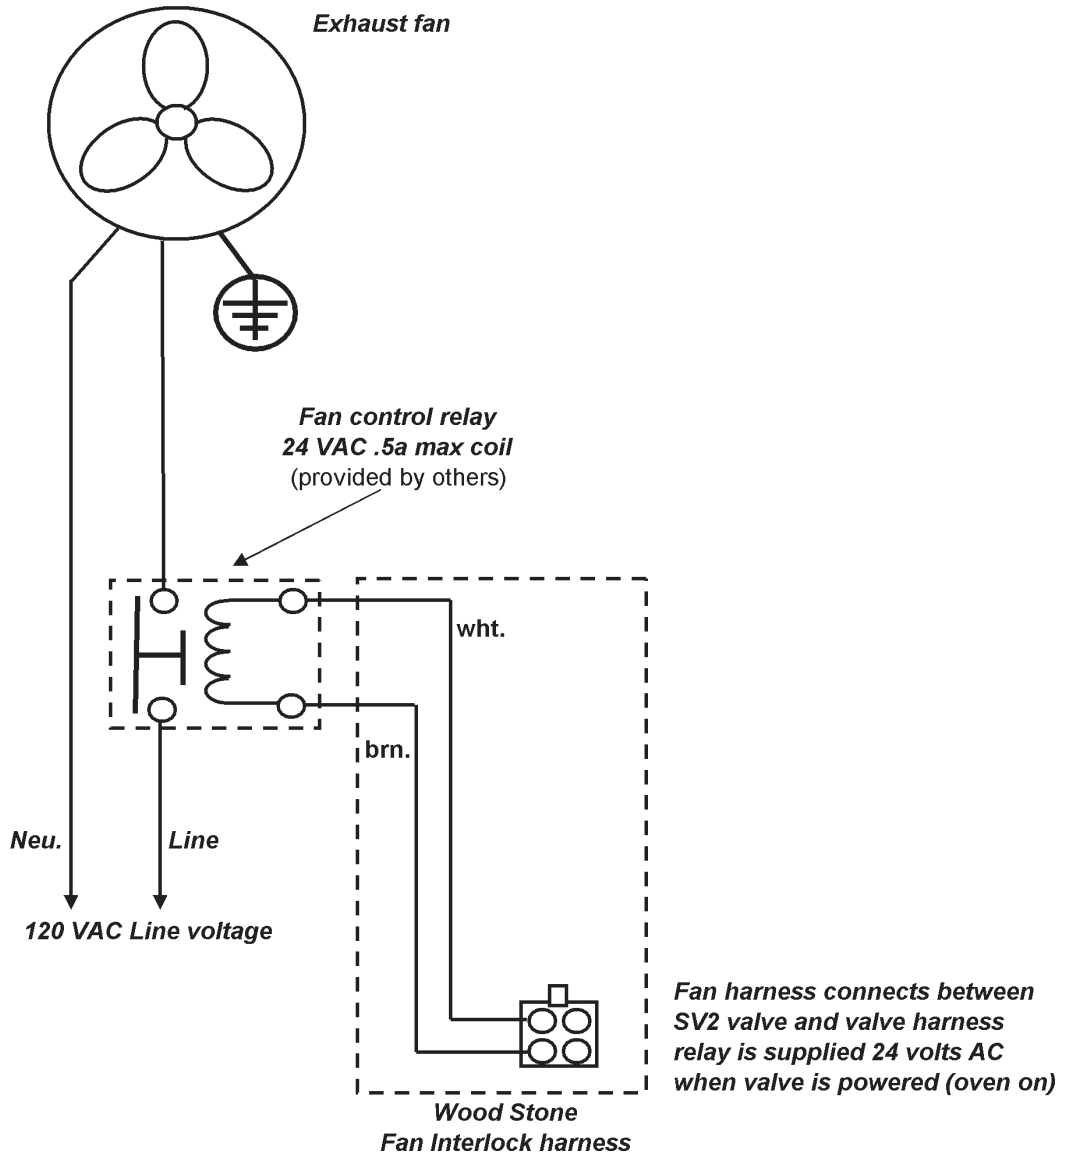 Exhaust fan
Fan control relay
24 VAC .5a max coil
(provided by others)
wht.
brn.
Neu.
Line
120 VAC Line voltage
Fan harness connects between
SV2 valve and valve harness
relay is supplied 24 volts AC
when valve is powered (oven on)
Wood Stone
Fan Interlock harness